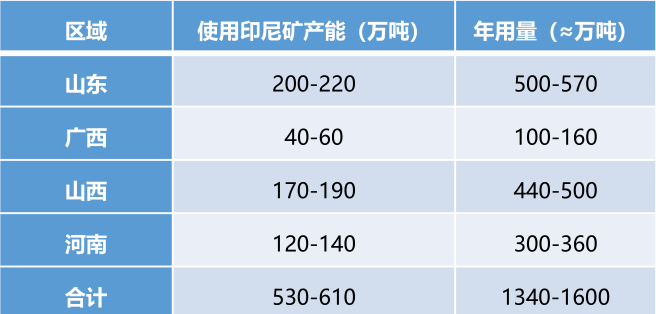 区域 使用印尼矿产能（万吨） 年用量（≈万吨）
山东 200-220 500-570
广西 40-60 100-160
山西 170-190 440-500
河南 120-140 300-360
合计 530-610 1340-1600